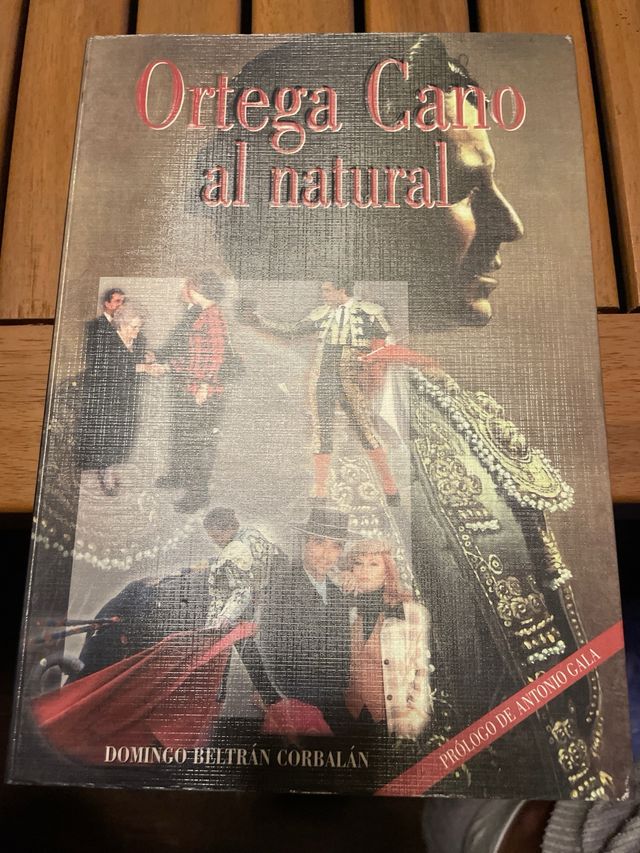 Ortega Cano
al natural
DOMINGO BELTRÁN CORBALÁN
PRÓLOGO DE ANTONIO GALA